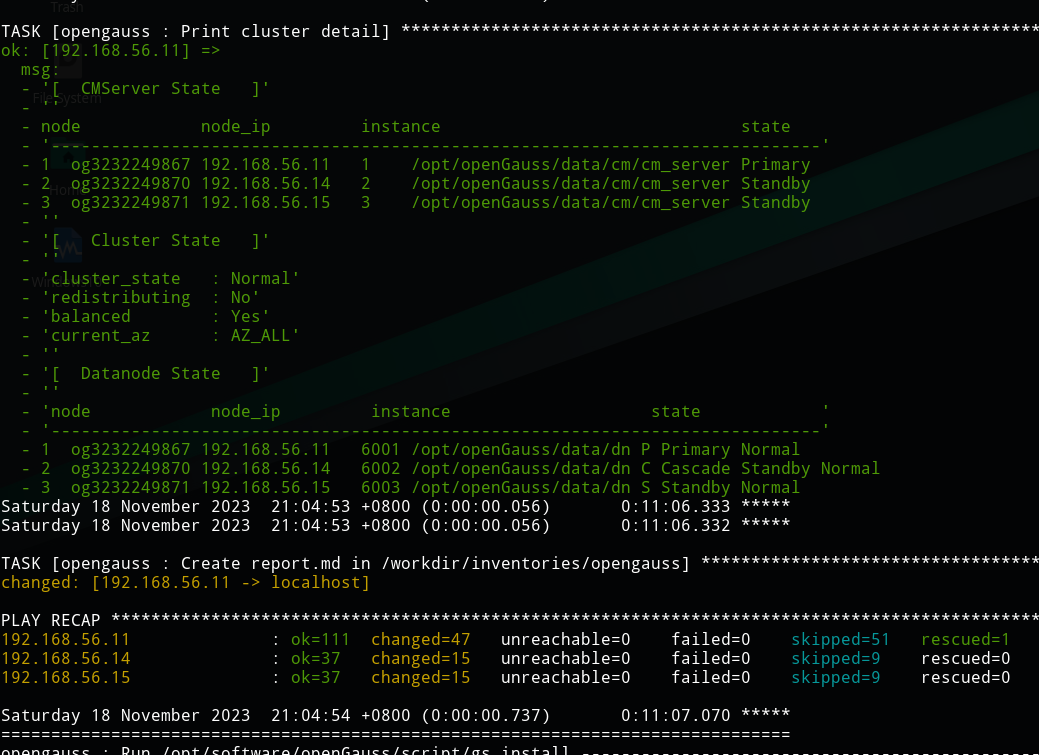 Trash
TASK [opengauss : Print cluster detail] ****************************************************************
ok: [192.168.56.11] =>
  msg:
  - '[  CMServer State   ]'
  - ''
File System
  - node            node_ip         instance                              state
  - '-----------------------------------------------------------------------------'
  - 1  og3232249867 192.168.56.11   1    /opt/openGauss/data/cm/cm_server Primary
  - 2  og3232249870 192.168.56.14   2    /opt/openGauss/data/cm/cm_server Standby
  - 3  og3232249871 192.168.56.15   3    /opt/openGauss/data/cm/cm_server Standby
  - ''
  - '[   Cluster State   ]'
  - ''
  - 'cluster_state   : Normal'
  - 'redistributing  : No'
  - 'balanced        : Yes'
  - 'current_az      : AZ_ALL'
  - ''
  - '[  Datanode State   ]'
  - ''
  - 'node            node_ip         instance                    state            '
  - '-----------------------------------------------------------------------------'
  - 1  og3232249867 192.168.56.11   6001 /opt/openGauss/data/dn P Primary Normal
  - 2  og3232249870 192.168.56.14   6002 /opt/openGauss/data/dn C Cascade Standby Normal
  - 3  og3232249871 192.168.56.15   6003 /opt/openGauss/data/dn S Standby Normal
Saturday 18 November 2023  21:04:53 +0800 (0:00:00.056)       0:11:06.333 *****
Saturday 18 November 2023  21:04:53 +0800 (0:00:00.056)       0:11:06.332 *****
TASK [opengauss : Create report.md in /workdir/inventories/opengauss] **********************************
changed: [192.168.56.11 -> localhost]
PLAY RECAP *********************************************************************************************
192.168.56.11              : ok=111  changed=47   unreachable=0    failed=0    skipped=51   rescued=1
192.168.56.14              : ok=37   changed=15   unreachable=0    failed=0    skipped=9    rescued=0
192.168.56.15              : ok=37   changed=15   unreachable=0    failed=0    skipped=9    rescued=0
Saturday 18 November 2023  21:04:54 +0800 (0:00:00.737)       0:11:07.070 *****
===============================================================================
opengauss : Run /opt/software/openGauss/script/gs_install ---------------------